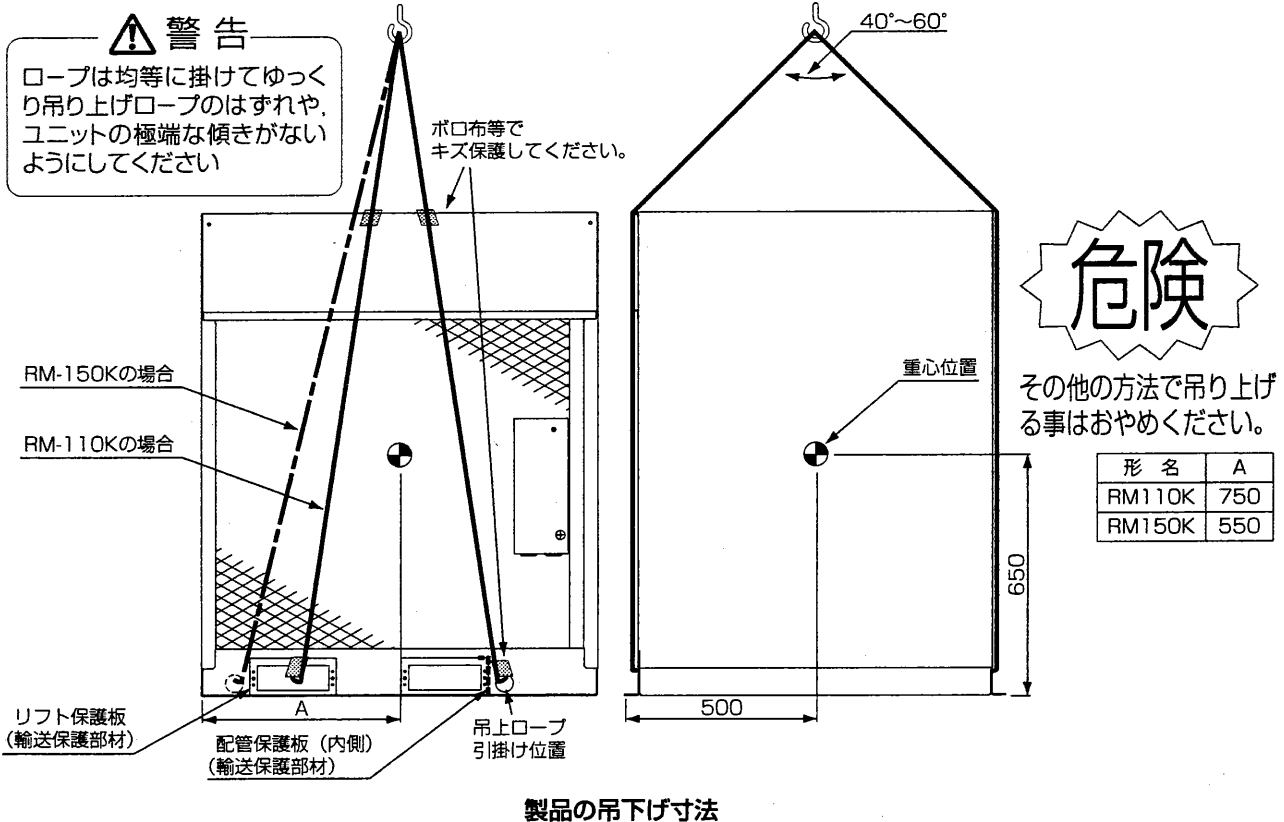 警告
ロープは均等に掛けてゆっく
り吊り上げロープのはずれや,
ユニットの極端な傾きがない
ようにしてください
40°~60°
ボロ布等で
キズ保護してください。
危険
その他の方法で吊り上げ
る事はおやめください。
形 名 A
RM110K 750
RM150K 550
RM-150Kの場合
RM-110Kの場合
重心位置
650
500
A
リフト保護板
(輸送保護部材)
配管保護板(内側)
(輸送保護部材)
吊上ロープ
引掛け位置
製品の吊下げ寸法